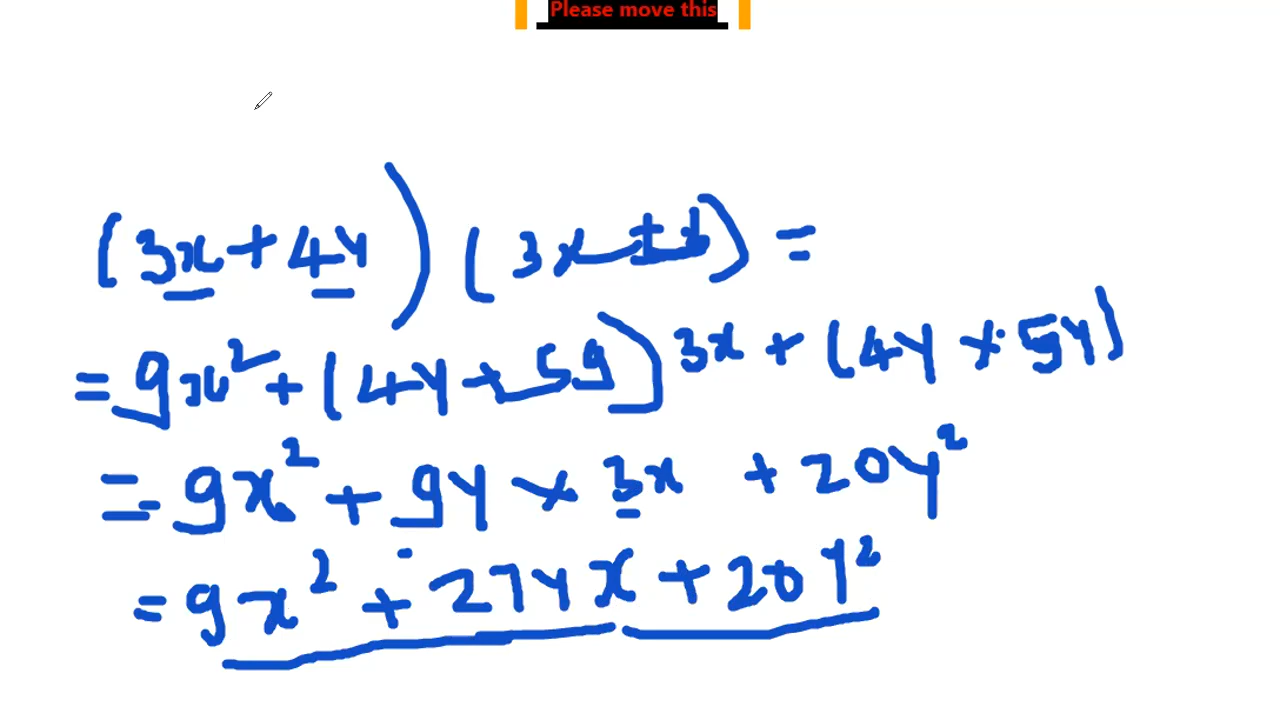 Please move this
(3x+4y)(3x+ ) =
= 9x²+(4y+5y)3x+(4y×5y)
= 9x²+9y×3x+20y²
= 9x²+27yx+20y²